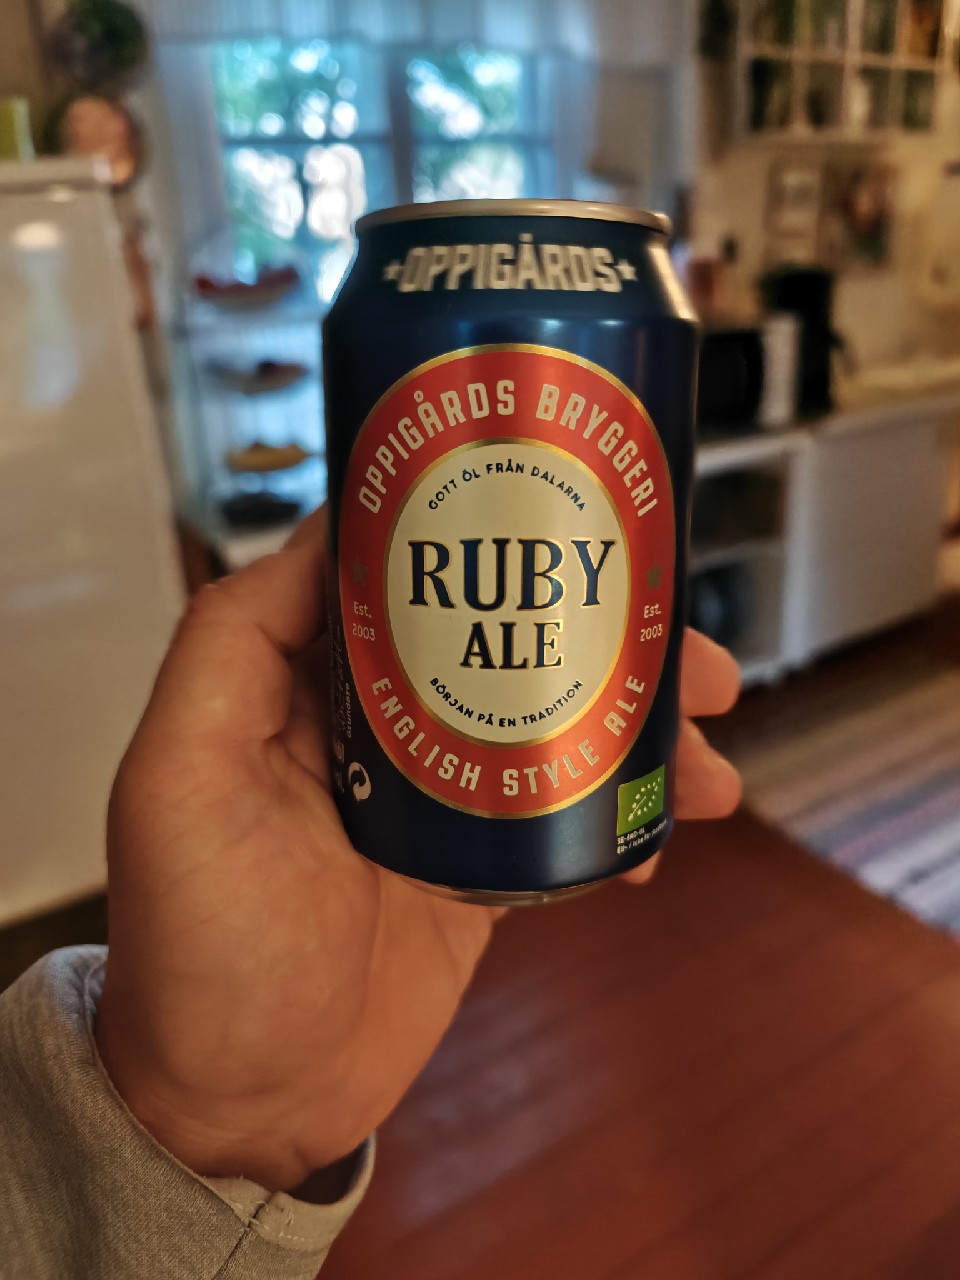 OPPIGÅRDS
OPPIGÅRDS BRYGGERI
GOTT ÖL FRÅN DALARNA
RUBY
ALE
BÖRJAN PÅ EN TRADITION
Est.
2003
Est.
2003
ENGLISH STYLE ALE